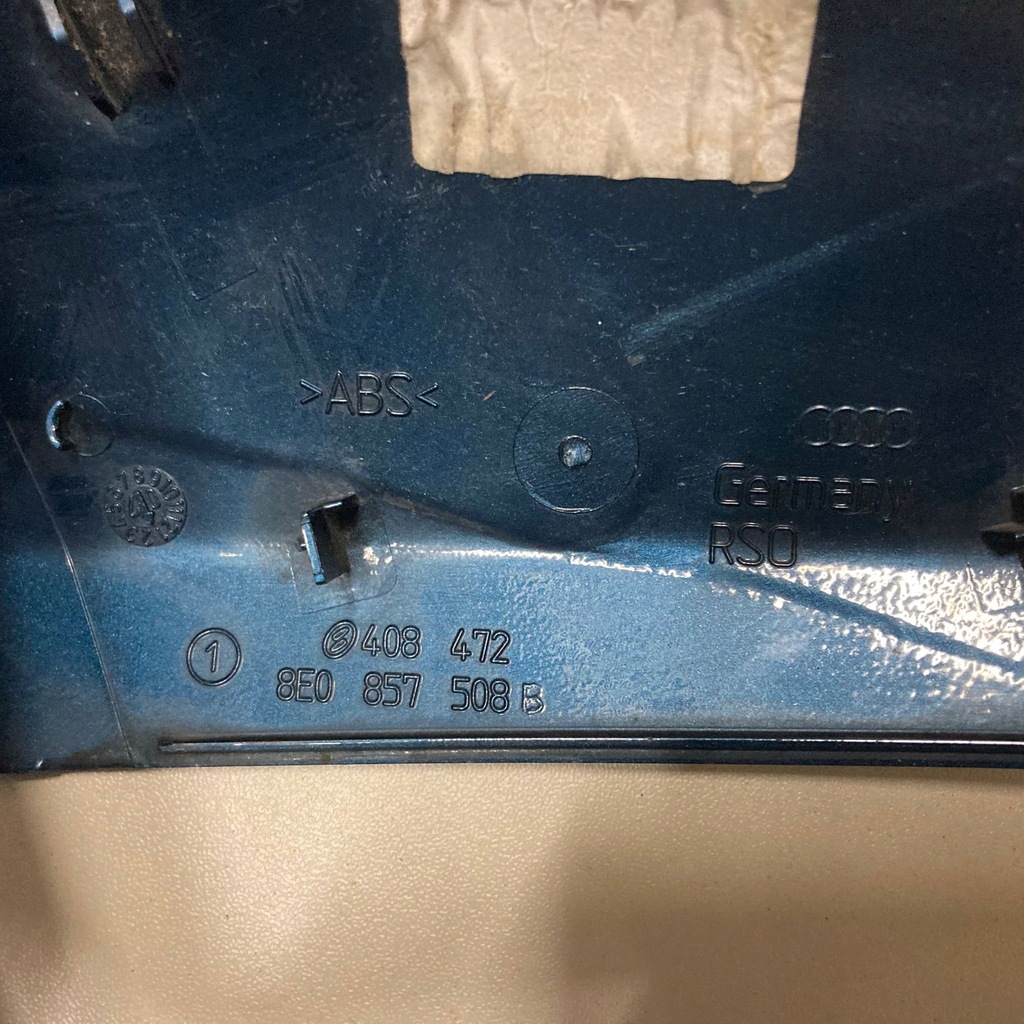 >ABS<
Germany
RSO
1
408 472
8E0 857 508 B